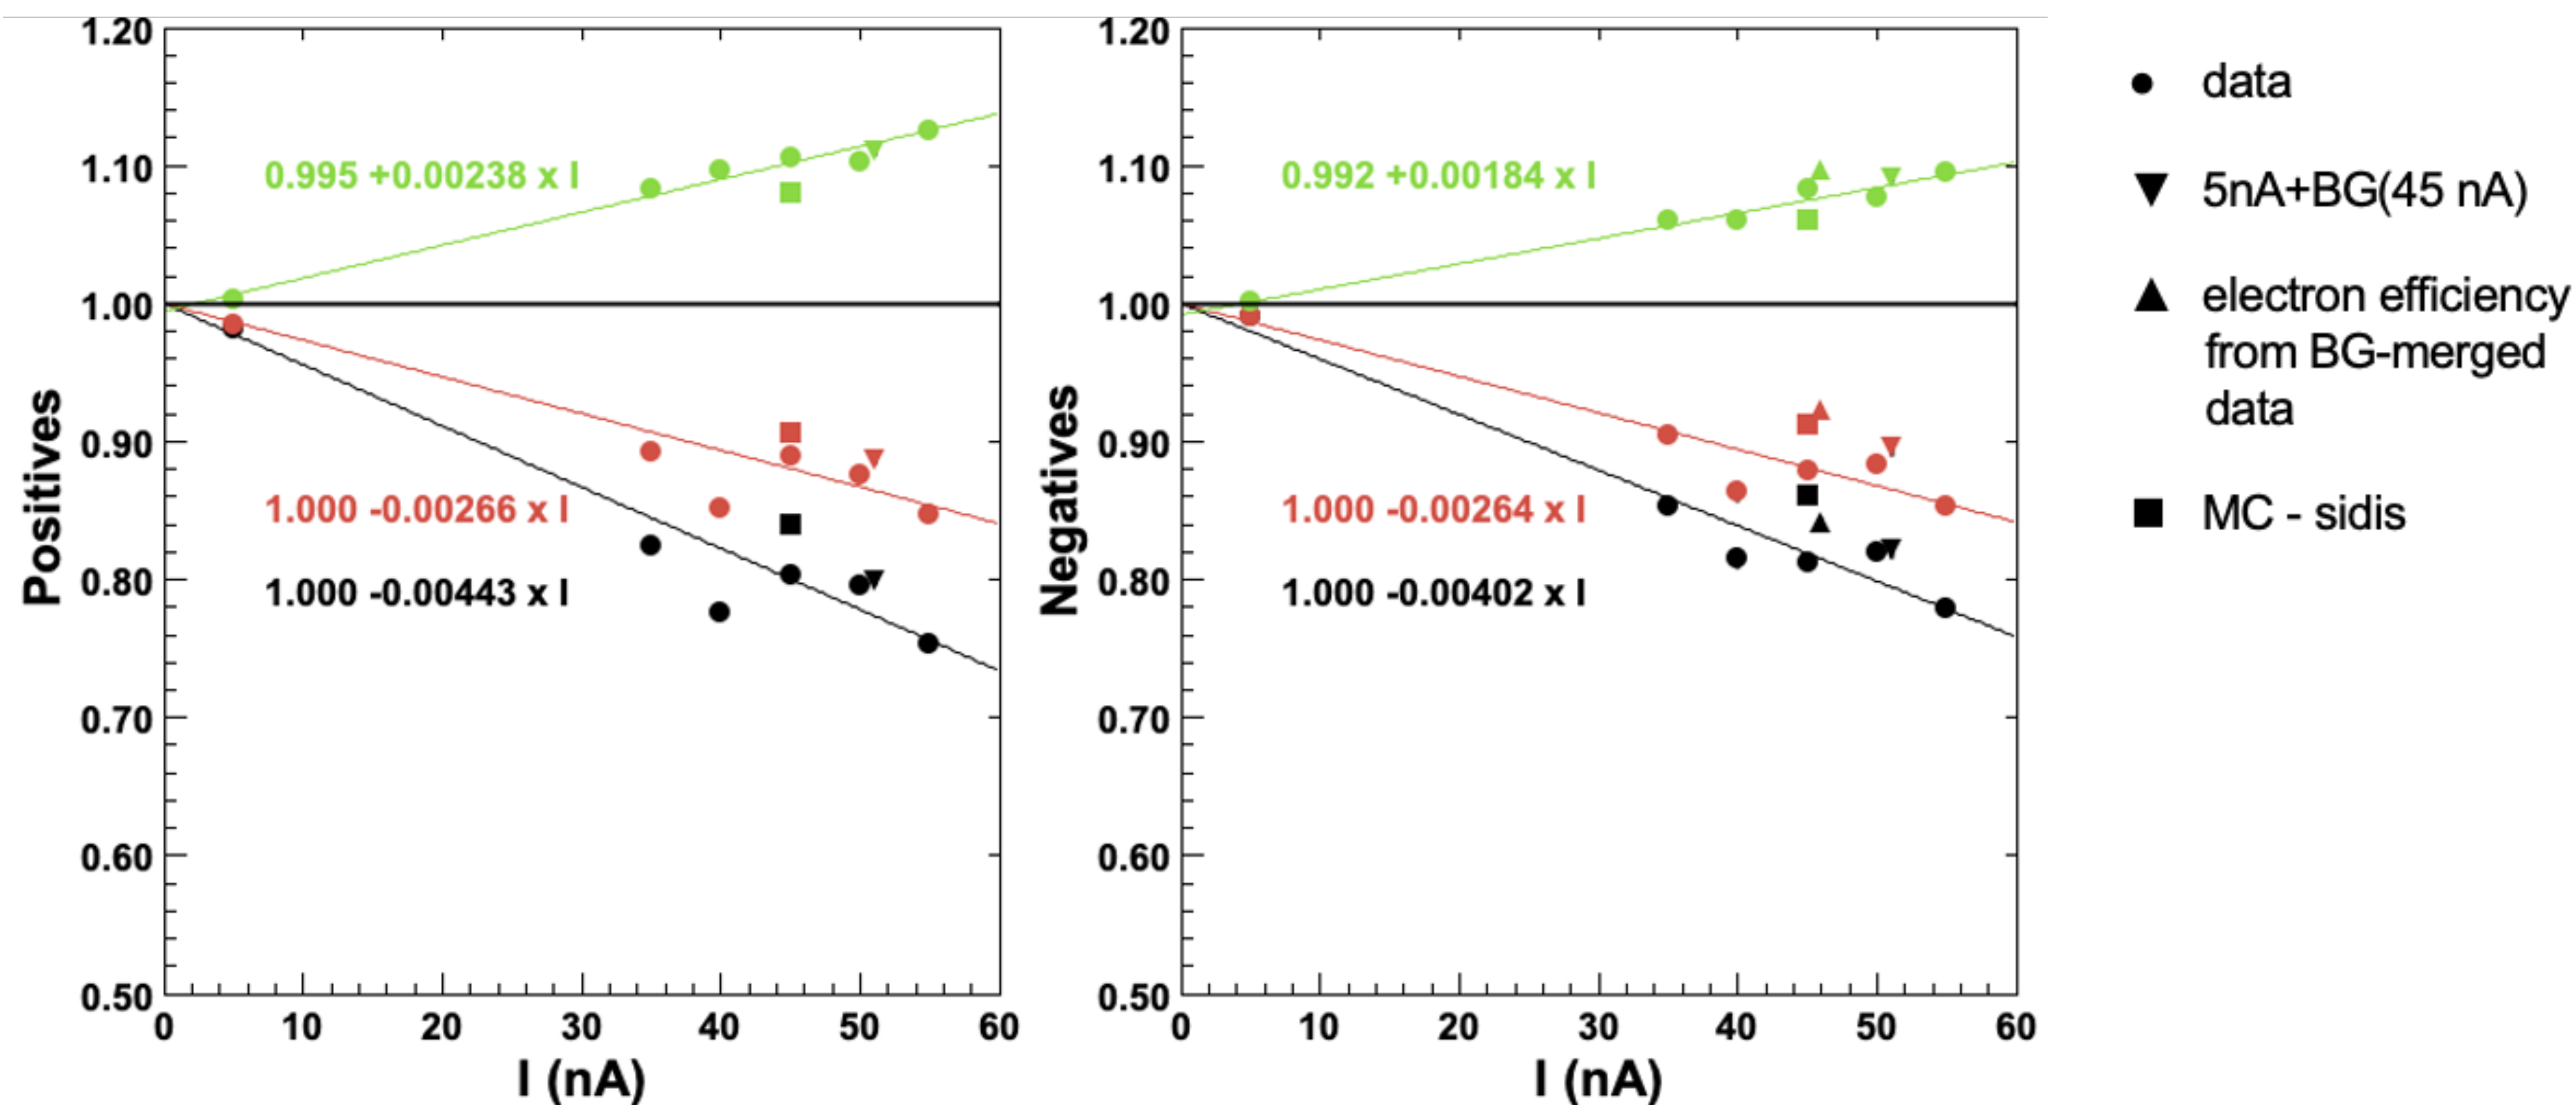 1.20
1.10
1.00
0.90
0.80
0.70
0.60
0.50
Positives
0.995 +0.00238 x I
1.000 -0.00266 x I
1.000 -0.00443 x I
0 10 20 30 40 50 60
I (nA)
1.20
1.10
1.00
0.90
0.80
0.70
0.60
0.50
Negatives
0.992 +0.00184 x I
1.000 -0.00264 x I
1.000 -0.00402 x I
0 10 20 30 40 50 60
I (nA)
data
5nA+BG(45 nA)
electron efficiency
from BG-merged
data
MC - sidis